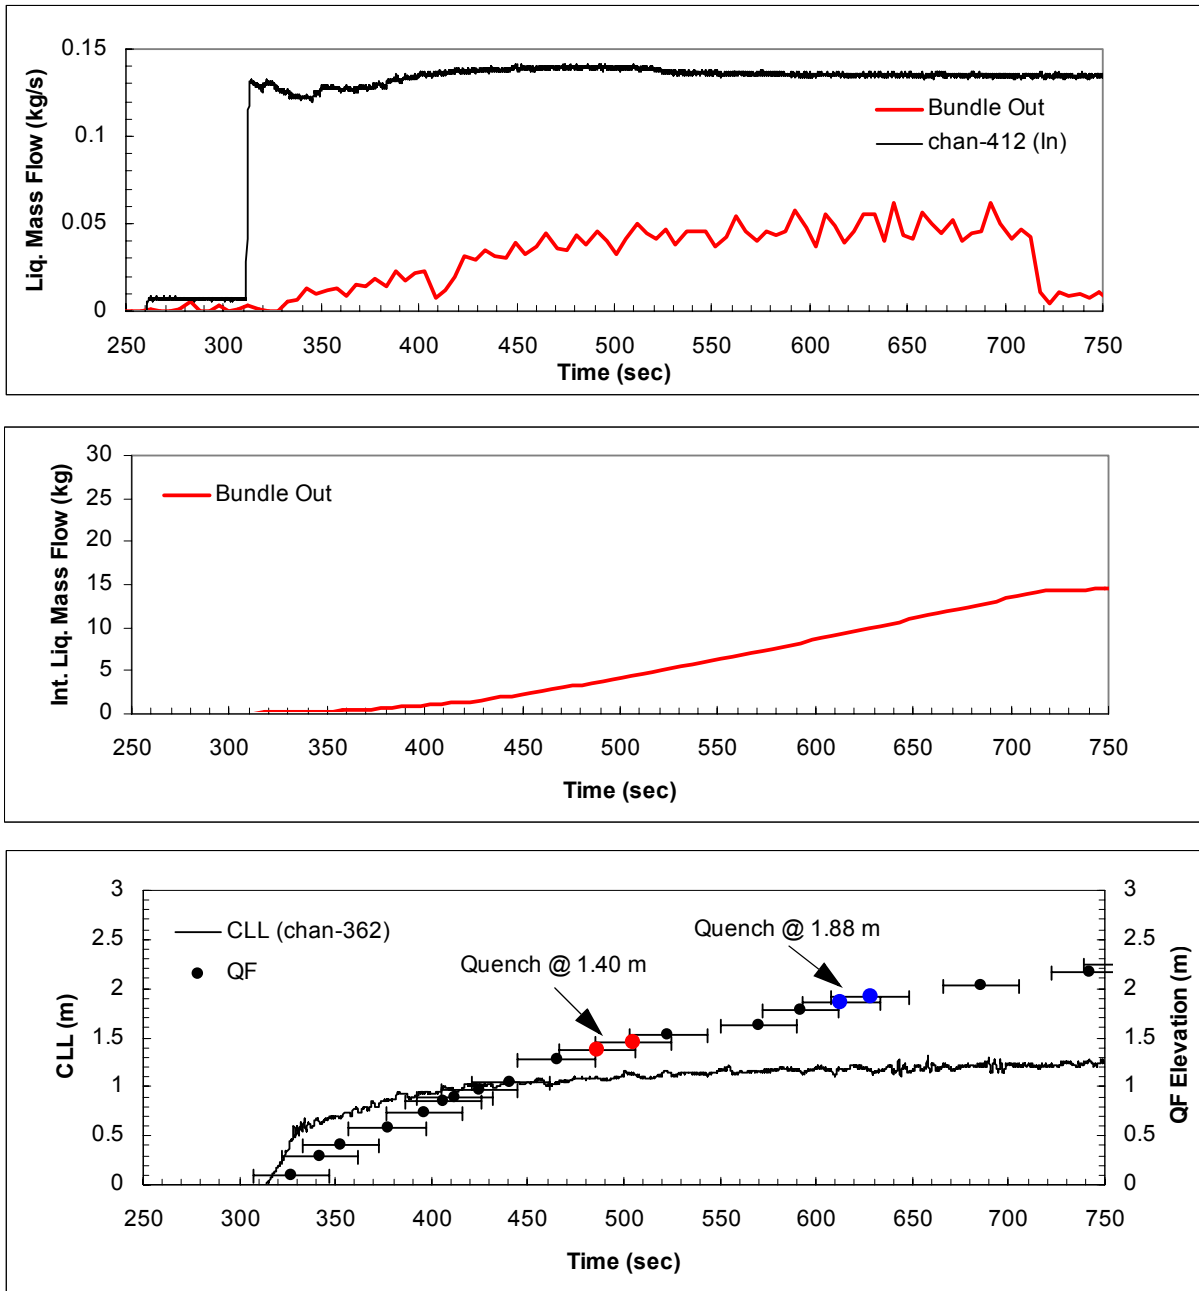 0.15
0.1
0.05
0
Liq. Mass Flow (kg/s)
Bundle Out
chan-412 (In)
250 300 350 400 450 500 550 600 650 700 750
Time (sec)
30
25
20
15
10
5
0
Int. Liq. Mass Flow (kg)
Bundle Out
250 300 350 400 450 500 550 600 650 700 750
Time (sec)
3
2.5
2
1.5
1
0.5
0
CLL (m)
CLL (chan-362)
QF
Quench @ 1.40 m
Quench @ 1.88 m
3
2.5
2
1.5
1
0.5
0
QF Elevation (m)
250 300 350 400 450 500 550 600 650 700 750
Time (sec)